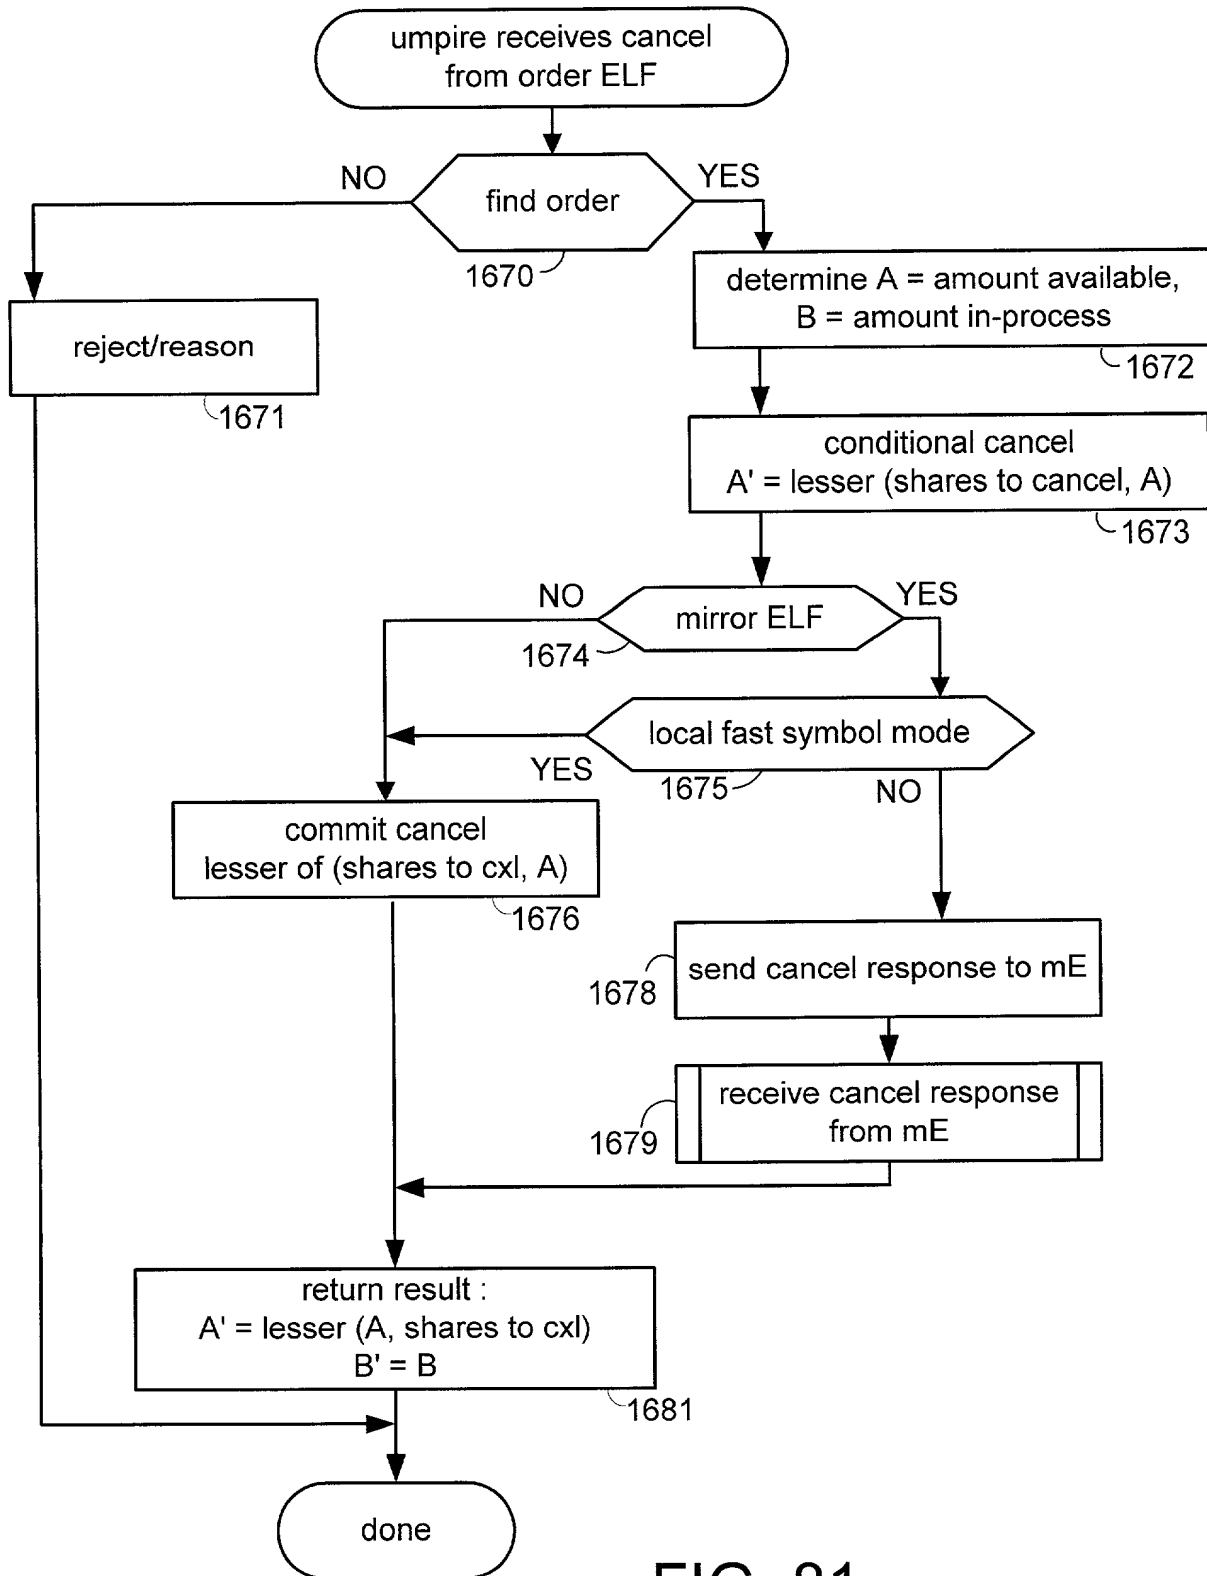 umpire receives cancel
from order ELF
NO
YES
find order
1670
determine A = amount available,
B = amount in-process
1672
reject/reason
1671
conditional cancel
A' = lesser (shares to cancel, A)
1673
NO
YES
mirror ELF
1674
local fast symbol mode
YES
1675
NO
commit cancel
lesser of (shares to cxl, A)
1676
send cancel response to mE
1678
receive cancel response
from mE
1679
return result :
A' = lesser (A, shares to cxl)
B' = B
1681
done
FIG. 81